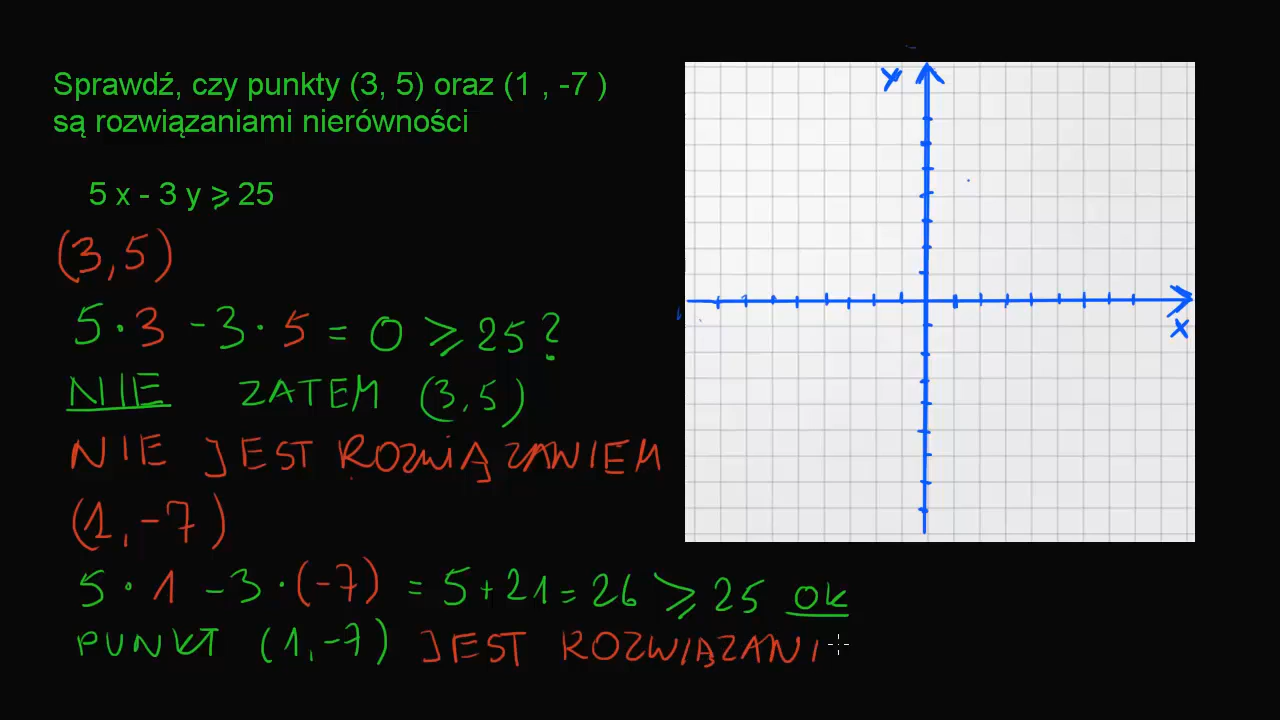 Sprawdź, czy punkty (3, 5) oraz (1 , -7 )
są rozwiązaniami nierówności
5 x - 3 y ⩾ 25
(3,5)
5 · 3 - 3 · 5 = 0 ⩾ 25 ?
NIE ZATEM (3,5)
NIE JEST ROZWIĄZANIEM
(1,-7)
5 · 1 - 3 · (-7) = 5 + 21 = 26 ⩾ 25 OK
PUNKT (1,-7) JEST ROZWIĄZANI
Y
X